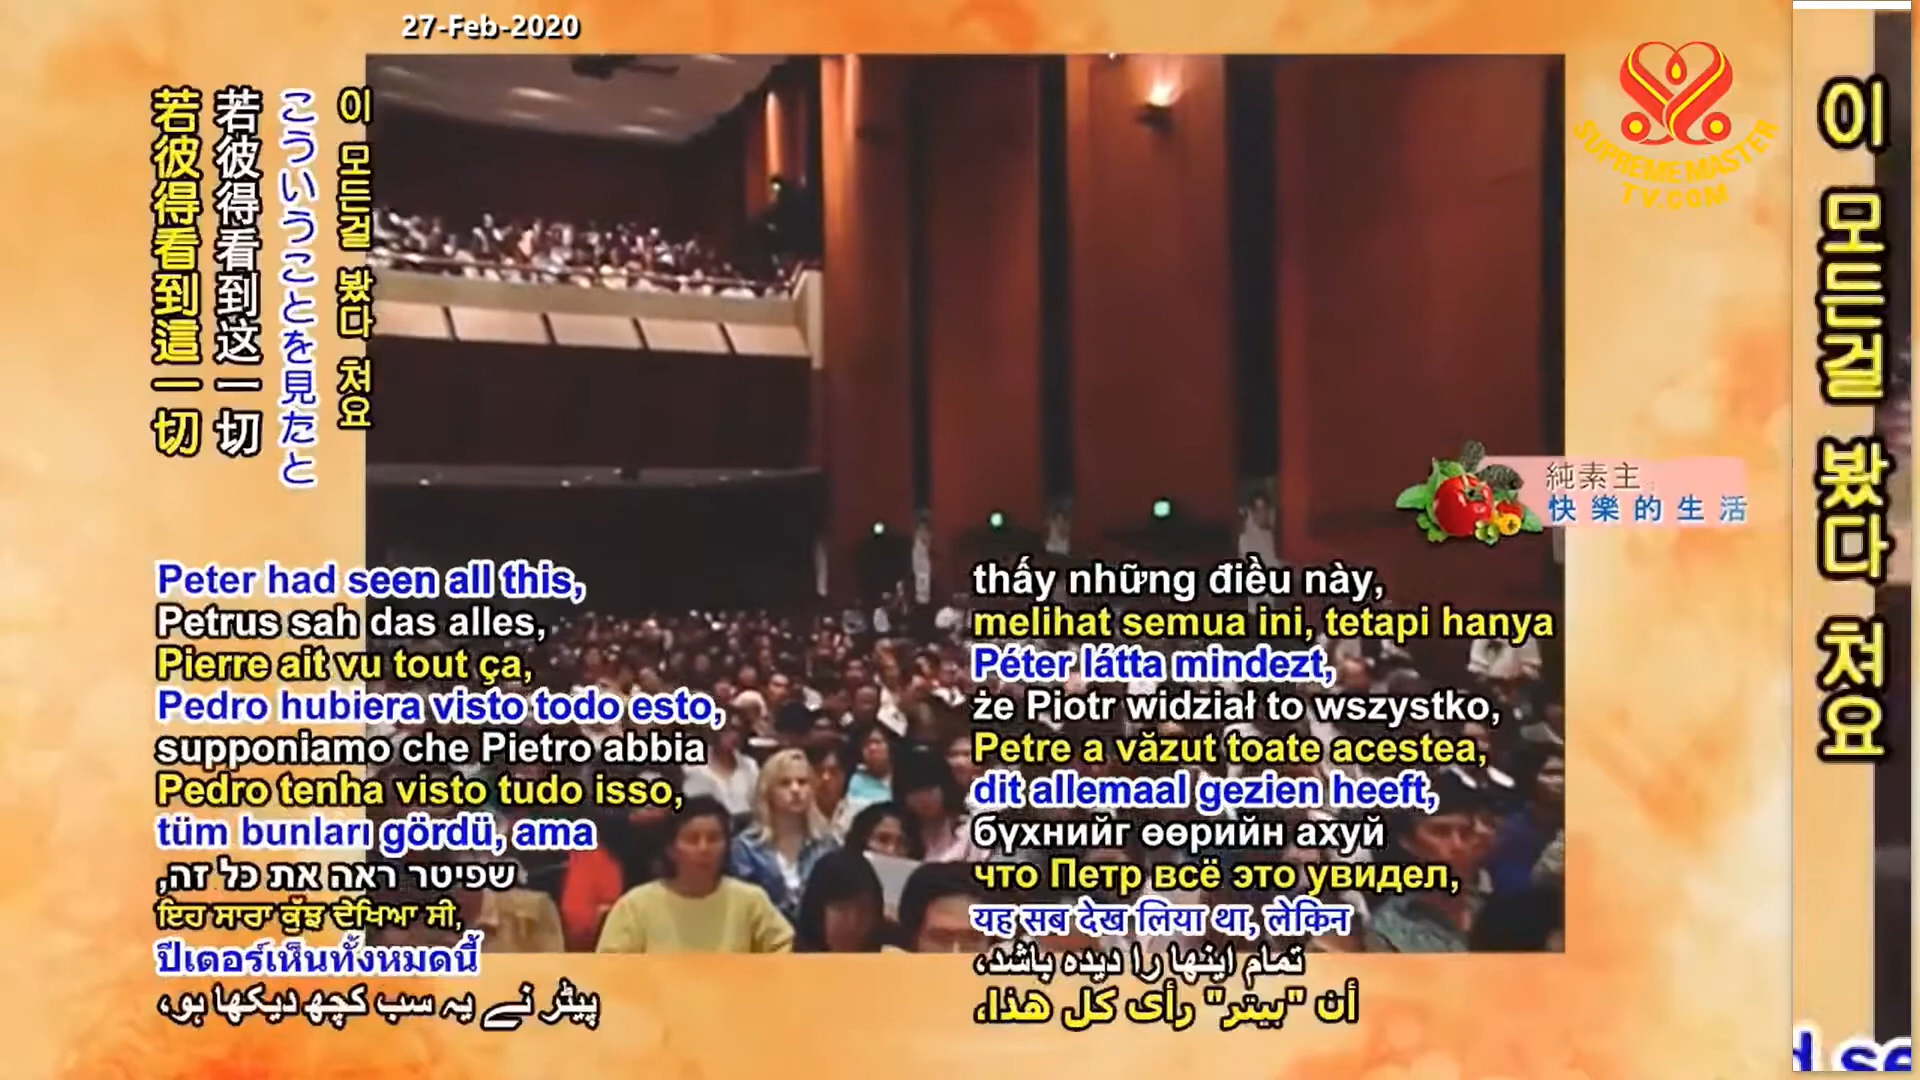 27-Feb-2020
SUPREME MASTER
TV.COM
이 모든걸 봤다 쳐요
こういうことを見たと
若彼得看到这一切
若彼得看到這一切
이 모든걸 봤다 쳐요
純素主
快樂的生活
Peter had seen all this,
Petrus sah das alles,
Pierre ait vu tout ça,
Pedro hubiera visto todo esto,
supponiamo che Pietro abbia
Pedro tenha visto tudo isso,
tüm bunları gördü, ama
שפיטר ראה את כל זה,
ਇਹ ਸਾਰਾ ਕੁੱਝ ਦੇਖਿਆ ਸੀ,
ปีเตอร์เห็นทั้งหมดนี้
پیٹر نے یہ سب کچھ دیکھا ہو،
thấy những điều này,
melihat semua ini, tetapi hanya
Péter látta mindezt,
że Piotr widział to wszystko,
Petre a văzut toate acestea,
dit allemaal gezien heeft,
бүхнийг өөрийн ахуй
что Петр всё это увидел,
यह सब देख लिया था, लेकिन
تمام اینها را دیده باشد،
أن "بيتر" رأى كل هذا،
d se